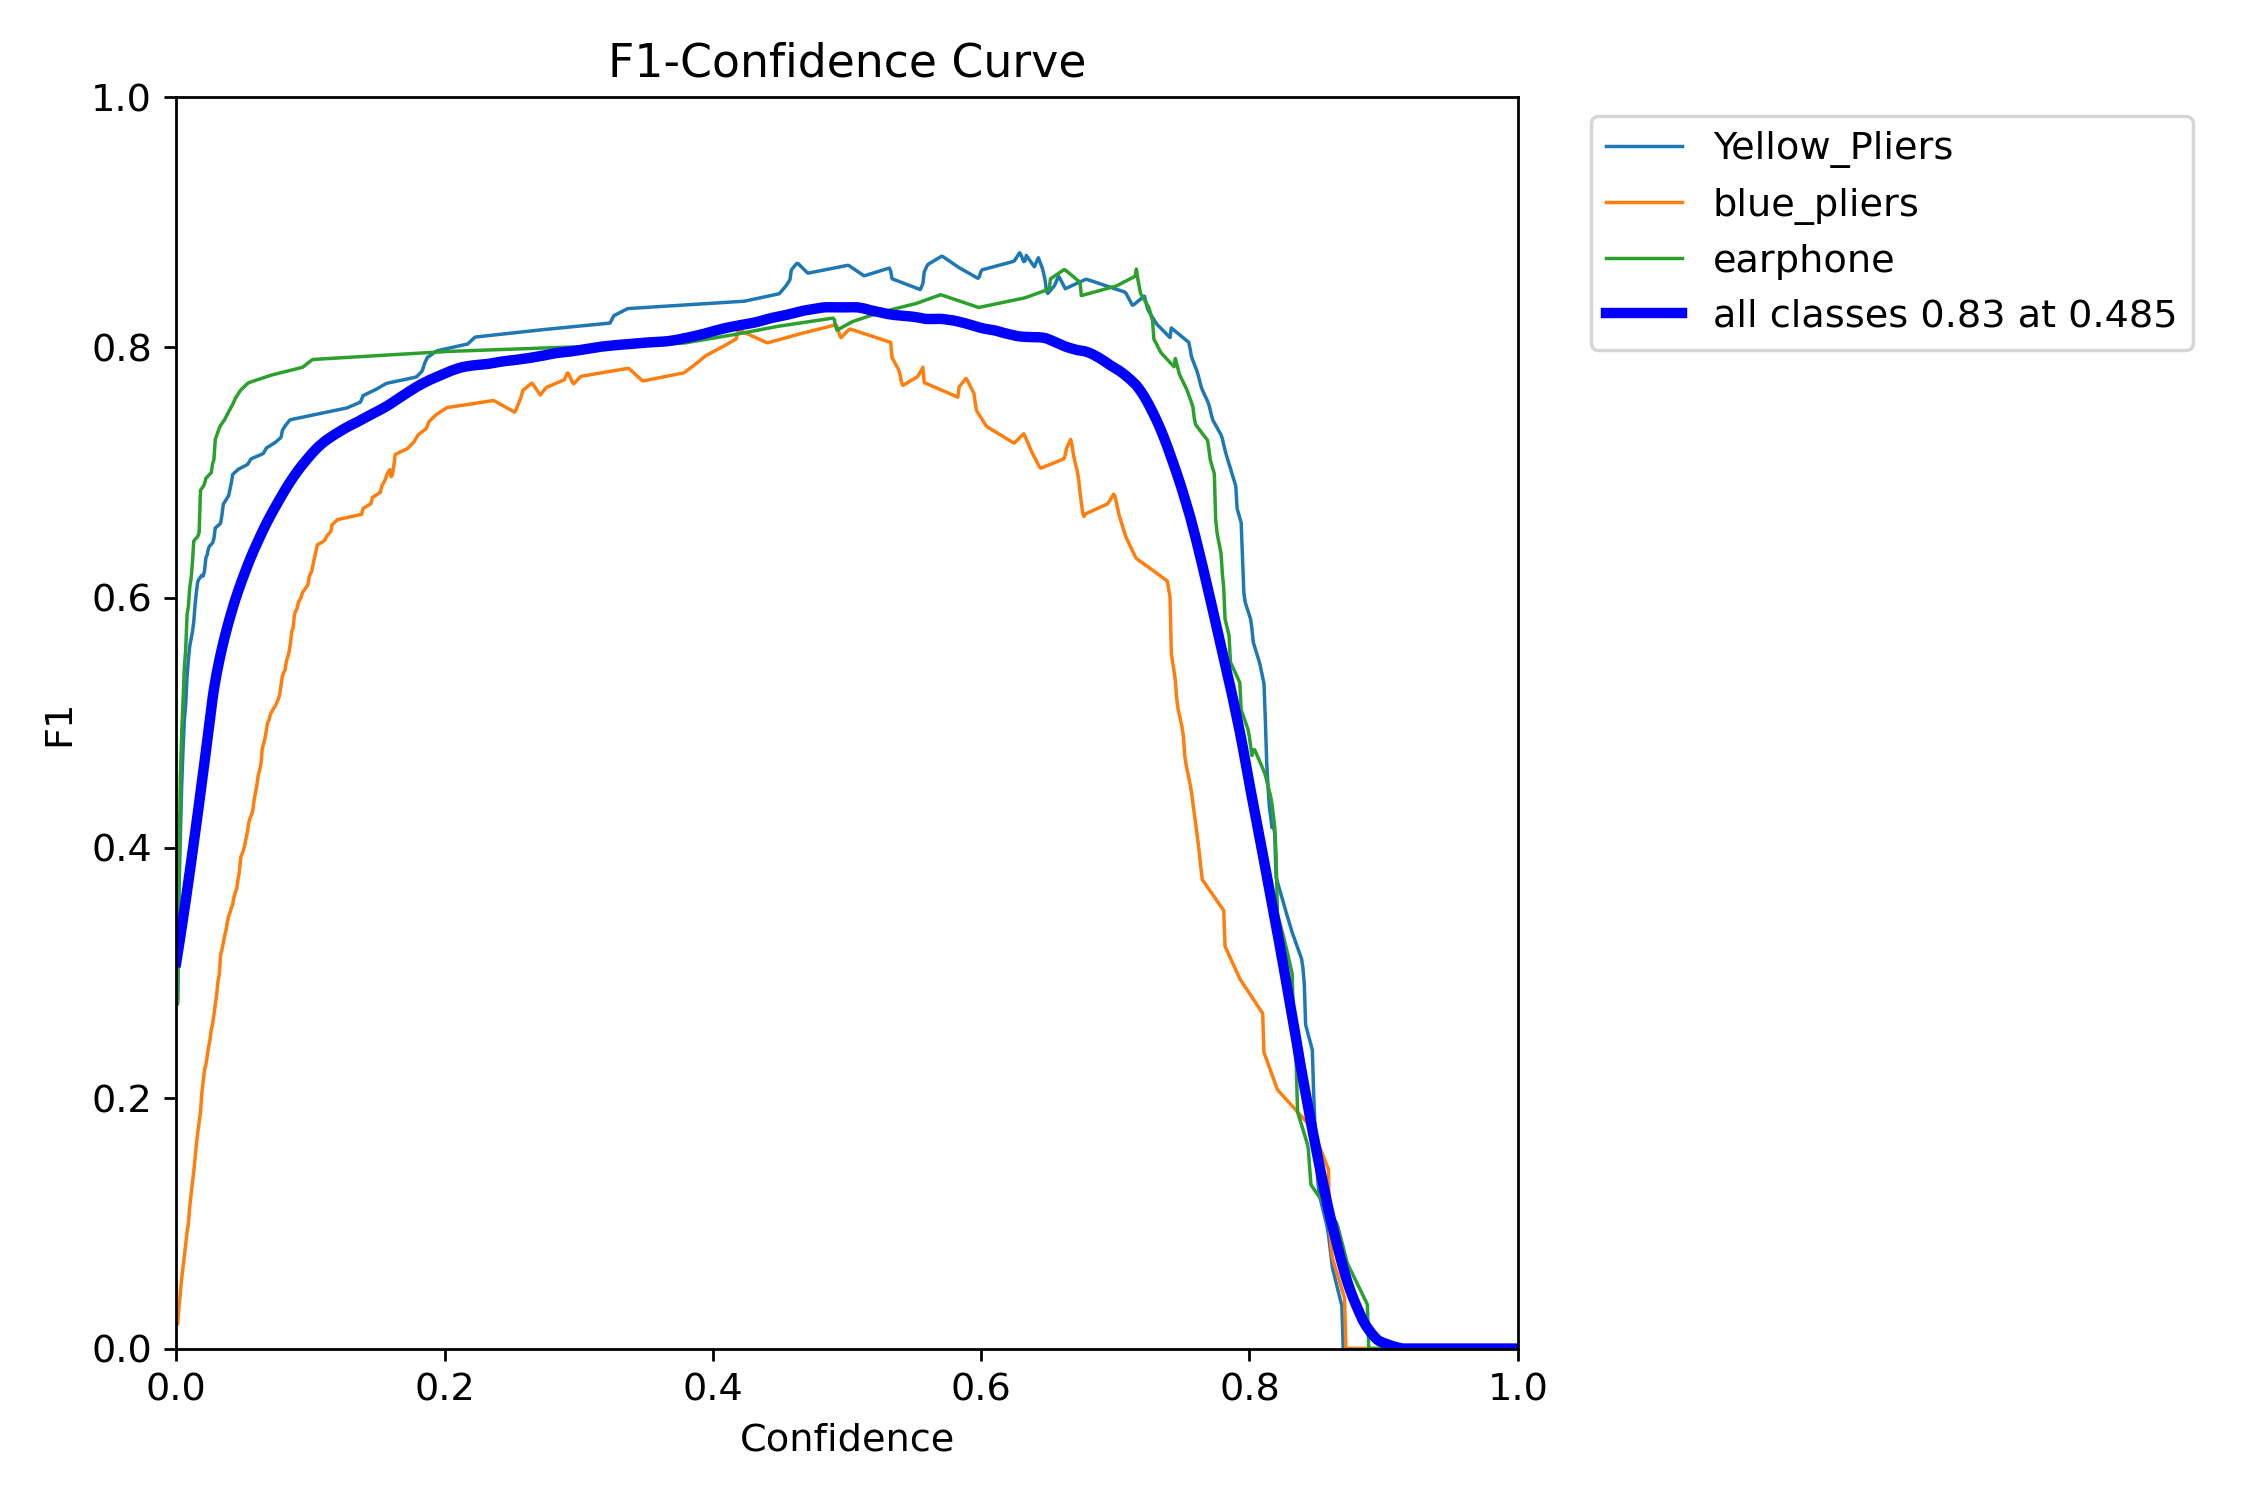 F1-Confidence Curve
1.0
0.8
0.6
0.4
0.2
0.0
F1
0.0 0.2 0.4 0.6 0.8 1.0
Confidence
Yellow_Pliers
blue_pliers
earphone
all classes 0.83 at 0.485